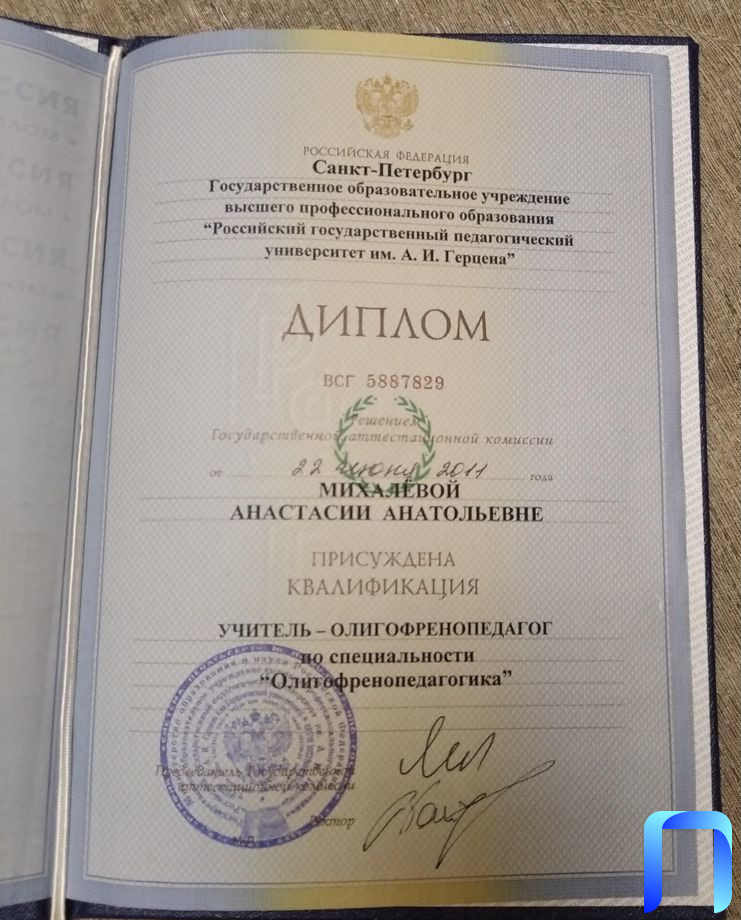 РОССИЙСКАЯ ФЕДЕРАЦИЯ
Санкт-Петербург
Государственное образовательное учреждение
высшего профессионального образования
“Российский государственный педагогический
университет им. А. И. Герцена”
ДИПЛОМ
ВСГ 5887829
Решением
Государственной аттестационной комиссии
от 22 июня 2011 года
МИХАЛЁВОЙ
АНАСТАСИИ АНАТОЛЬЕВНЕ
ПРИСУЖДЕНА
КВАЛИФИКАЦИЯ
УЧИТЕЛЬ – ОЛИГОФРЕНОПЕДАГОГ
по специальности
“Олигофренопедагогика”
Председатель Государственной
аттестационной комиссии
Ректор